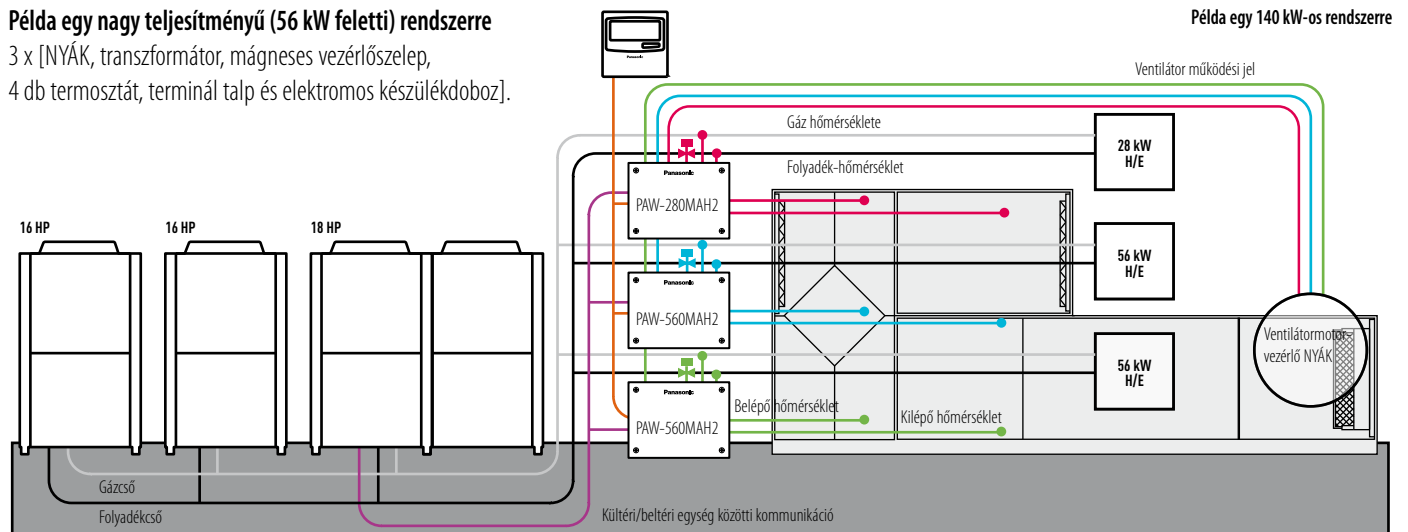 Példa egy nagy teljesítményű (56 kW feletti) rendszerre
3 x [NYÁK, transzformátor, mágneses vezérlőszelep,
4 db termosztát, terminál talp és elektromos készülékdoboz].
Példa egy 140 kW-os rendszerre
Panasonic
Ventilátor működési jel
Gáz hőmérséklete
28 kW
H/E
Folyadék-hőmérséklet
Panasonic
PAW-280MAH2
16 HP
16 HP
18 HP
56 kW
H/E
Panasonic
PAW-560MAH2
Ventilátormotor-
vezérlő NYÁK
56 kW
H/E
Panasonic
PAW-560MAH2
Belépő hőmérséklet
Kilépő hőmérséklet
Gázcső
Folyadékcső
Kültéri/beltéri egység közötti kommunikáció